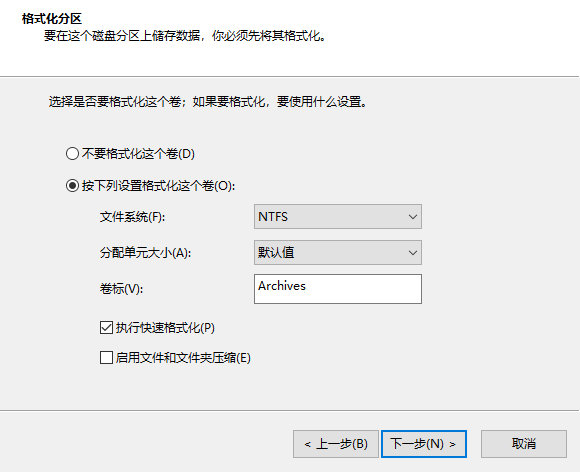 格式化分区
要在这个磁盘分区上储存数据，你必须先将其格式化。
选择是否要格式化这个卷；如果要格式化，要使用什么设置。
不要格式化这个卷(D)
按下列设置格式化这个卷(O):
文件系统(F): NTFS
分配单元大小(A): 默认值
卷标(V): Archives
执行快速格式化(P)
启用文件和文件夹压缩(E)
< 上一步(B) 下一步(N) > 取消